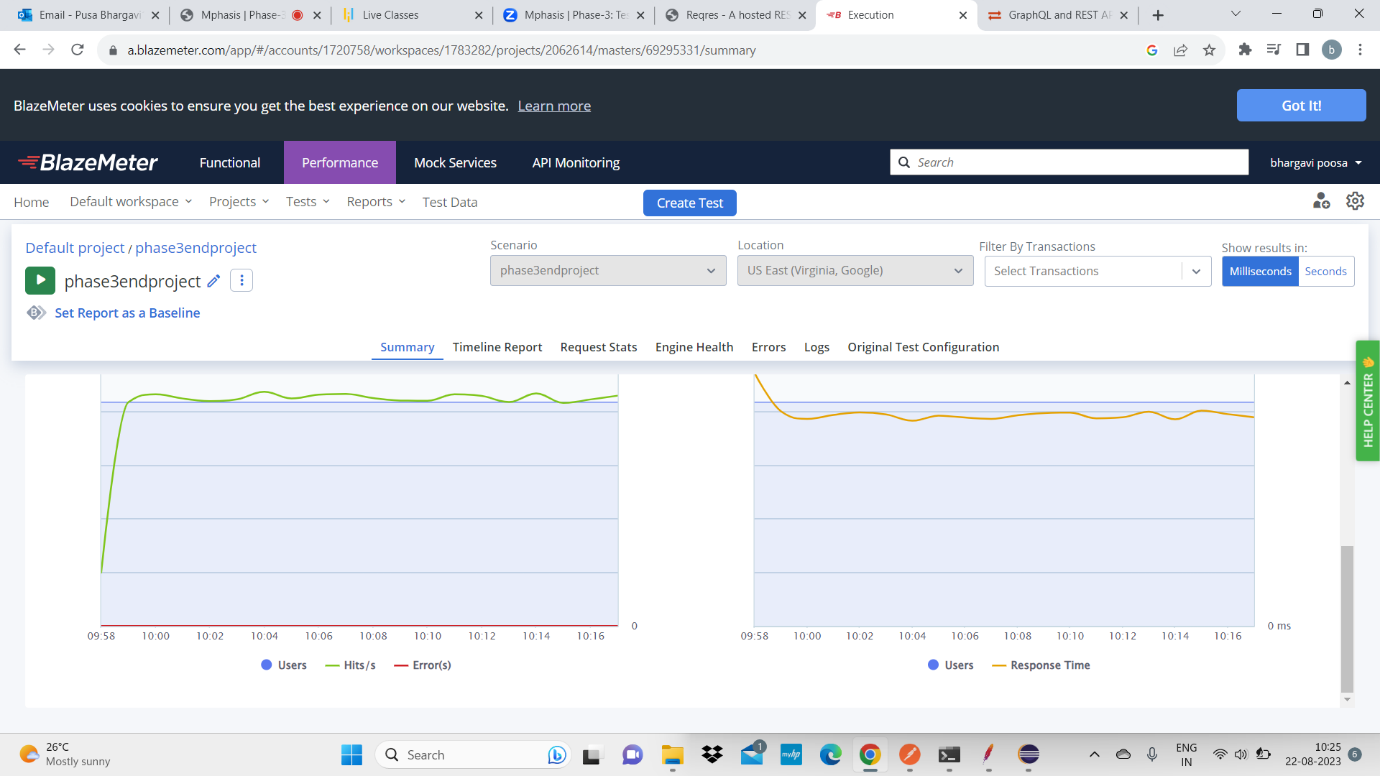 Email - Pusa Bhargavi
Mphasis | Phase-3
Live Classes
Mphasis | Phase-3: Te
Reqres - A hosted RES
Execution
GraphQL and REST AP
a.blazemeter.com/app/#/accounts/1720758/workspaces/1783282/projects/2062614/masters/69295331/summary
b
BlazeMeter uses cookies to ensure you get the best experience on our website. Learn more
Got It!
BlazeMeter
Functional
Performance
Mock Services
API Monitoring
Search
bhargavi poosa
Home
Default workspace
Projects
Tests
Reports
Test Data
Create Test
Default project / phase3endproject
Scenario
Location
Filter By Transactions
Show results in:
phase3endproject
phase3endproject
US East (Virginia, Google)
Select Transactions
Milliseconds
Seconds
Set Report as a Baseline
Summary
Timeline Report
Request Stats
Engine Health
Errors
Logs
Original Test Configuration
HELP CENTER
0
09:58 10:00 10:02 10:04 10:06 10:08 10:10 10:12 10:14 10:16
Users
Hits/s
Error(s)
0 ms
09:58 10:00 10:02 10:04 10:06 10:08 10:10 10:12 10:14 10:16
Users
Response Time
26°C
Mostly sunny
Search
1
myhp
ENG
IN
10:25
22-08-2023
6